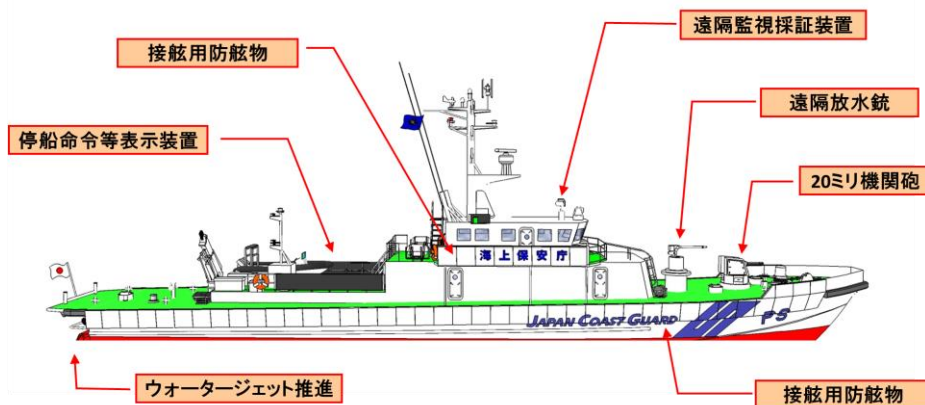 遠隔監視採証装置
接舷用防舷物
遠隔放水銃
停船命令等表示装置
20ミリ機関砲
海上保安庁
JAPAN COAST GUARD
PS
ウォータージェット推進
接舷用防舷物